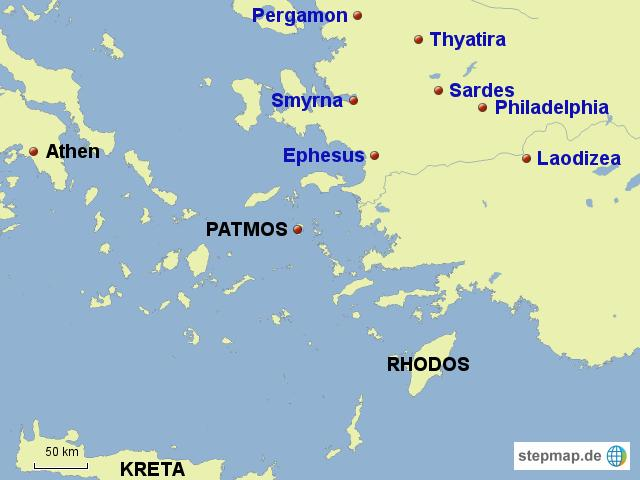 Pergamon
Thyatira
Sardes
Smyrna
Philadelphia
Athen
Ephesus
Laodizea
PATMOS
RHODOS
50 km
stepmap.de
KRETA